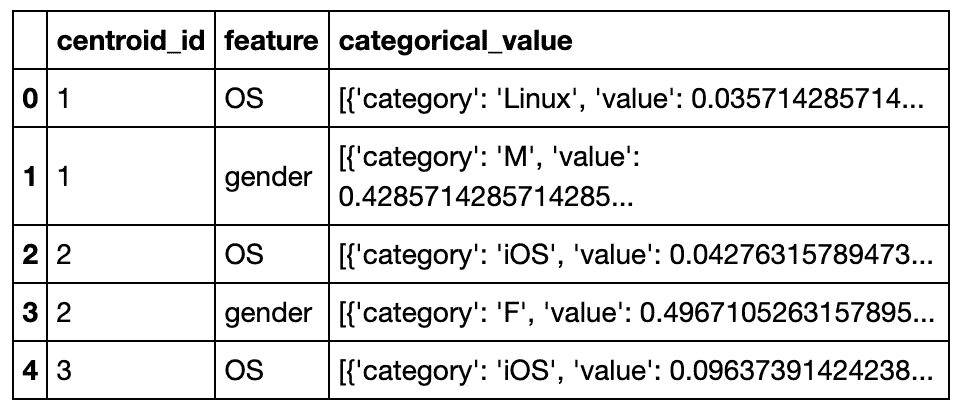 centroid_id feature categorical_value
0 1 OS [{'category': 'Linux', 'value': 0.035714285714...
1 1 gender [{'category': 'M', 'value':
0.4285714285714285...
2 2 OS [{'category': 'iOS', 'value': 0.04276315789473...
3 2 gender [{'category': 'F', 'value': 0.4967105263157895...
4 3 OS [{'category': 'iOS', 'value': 0.09637391424238...